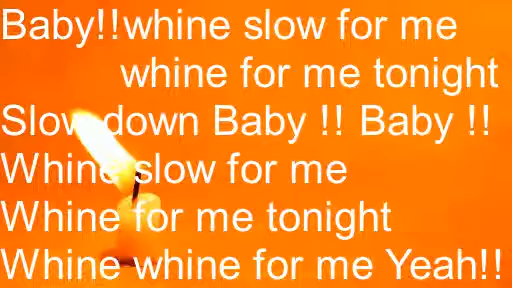 Baby!!whine slow for me
whine for me tonight
Slow down Baby !! Baby !!
Whine slow for me
Whine for me tonight
Whine whine for me Yeah!!